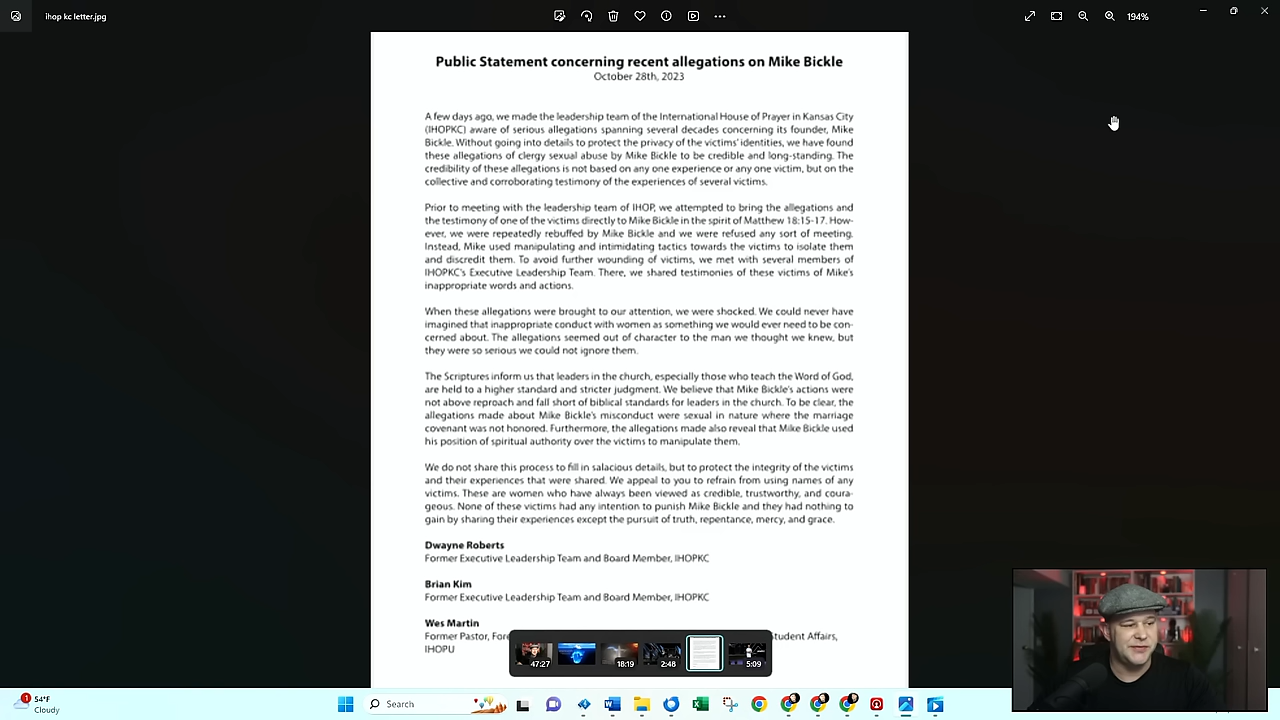 ihop kc letter.jpg
194%
Public Statement concerning recent allegations on Mike Bickle
October 28th, 2023
A few days ago, we made the leadership team of the International House of Prayer in Kansas City
(IHOPKC) aware of serious allegations spanning several decades concerning its founder, Mike
Bickle. Without going into details to protect the privacy of the victims' identities, we have found
these allegations of clergy sexual abuse by Mike Bickle to be credible and long-standing. The
credibility of these allegations is not based on any one experience or any one victim, but on the
collective and corroborating testimony of the experiences of several victims.
Prior to meeting with the leadership team of IHOP, we attempted to bring the allegations and
the testimony of one of the victims directly to Mike Bickle in the spirit of Matthew 18:15-17. How-
ever, we were repeatedly rebuffed by Mike Bickle and we were refused any sort of meeting.
Instead, Mike used manipulating and intimidating tactics towards the victims to isolate them
and discredit them. To avoid further wounding of victims, we met with several members of
IHOPKC's Executive Leadership Team. There, we shared testimonies of these victims of Mike's
inappropriate words and actions.
When these allegations were brought to our attention, we were shocked. We could never have
imagined that inappropriate conduct with women as something we would ever need to be con-
cerned about. The allegations seemed out of character to the man we thought we knew, but
they were so serious we could not ignore them.
The Scriptures inform us that leaders in the church, especially those who teach the Word of God,
are held to a higher standard and stricter judgment. We believe that Mike Bickle's actions were
not above reproach and fall short of biblical standards for leaders in the church. To be clear, the
allegations made about Mike Bickle's misconduct were sexual in nature where the marriage
covenant was not honored. Furthermore, the allegations made also reveal that Mike Bickle used
his position of spiritual authority over the victims to manipulate them.
We do not share this process to fill in salacious details, but to protect the integrity of the victims
and their experiences that were shared. We appeal to you to refrain from using names of any
victims. These are women who have always been viewed as credible, trustworthy, and coura-
geous. None of these victims had any intention to punish Mike Bickle and they had nothing to
gain by sharing their experiences except the pursuit of truth, repentance, mercy, and grace.
Dwayne Roberts
Former Executive Leadership Team and Board Member, IHOPKC
Brian Kim
Former Executive Leadership Team and Board Member, IHOPKC
Wes Martin
Former Pastor, Fore
Student Affairs,
IHOPU
47:27
18:19
2:48
5:09
1
54°F
Cloudy
Search